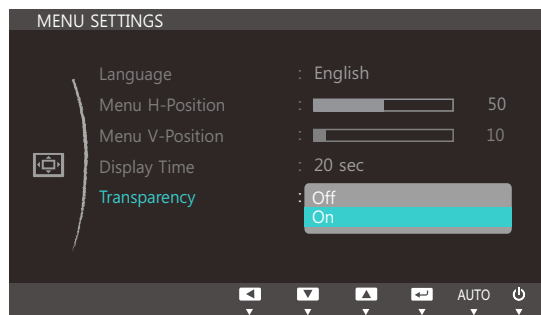 MENU SETTINGS
Language : English
Menu H-Position : 50
Menu V-Position : 10
Display Time : 20 sec
Transparency : Off
On
AUTO